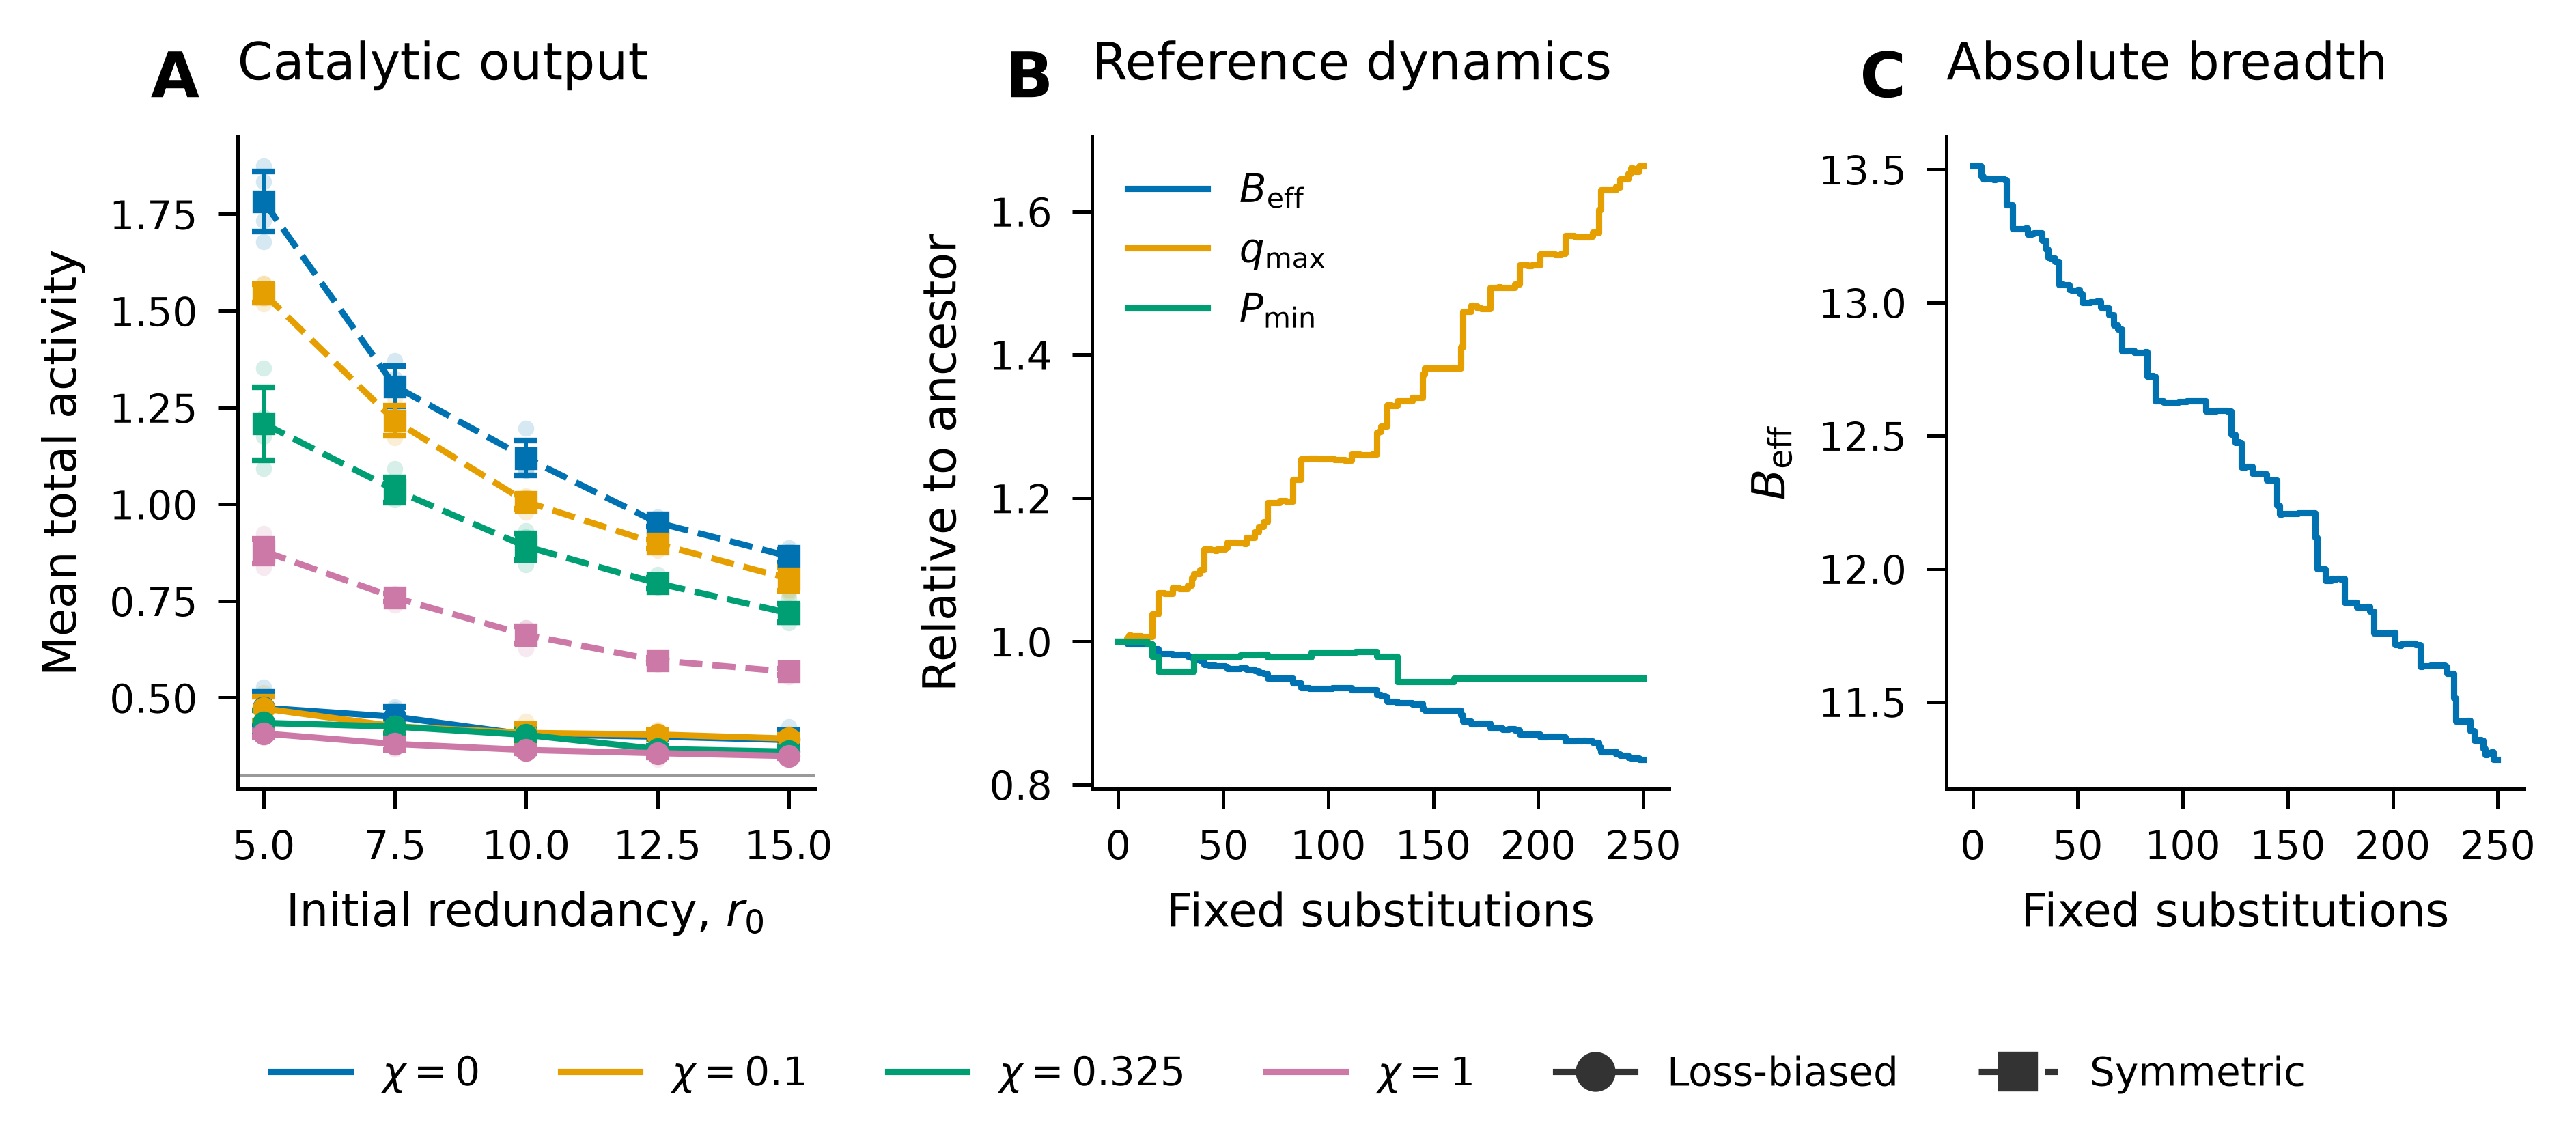 A Catalytic output
Mean total activity
1.75
1.50
1.25
1.00
0.75
0.50
5.0 7.5 10.0 12.5 15.0
Initial redundancy, r₀
B Reference dynamics
Relative to ancestor
1.6
1.4
1.2
1.0
0.8
B_eff
q_max
P_min
0 50 100 150 200 250
Fixed substitutions
C Absolute breadth
B_eff
13.5
13.0
12.5
12.0
11.5
0 50 100 150 200 250
Fixed substitutions
χ = 0 χ = 0.1 χ = 0.325 χ = 1 Loss-biased Symmetric